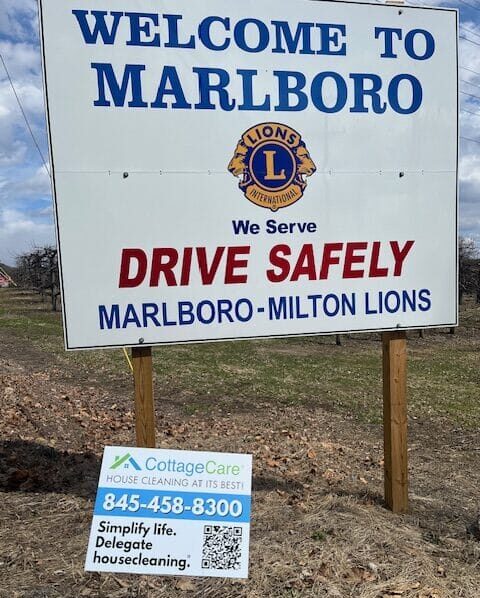 WELCOME TO
MARLBORO
LIONS
L
INTERNATIONAL
We Serve
DRIVE SAFELY
MARLBORO-MILTON LIONS
CottageCare
HOUSE CLEANING AT ITS BEST!
845-458-8300
Simplify life.
Delegate
housecleaning.